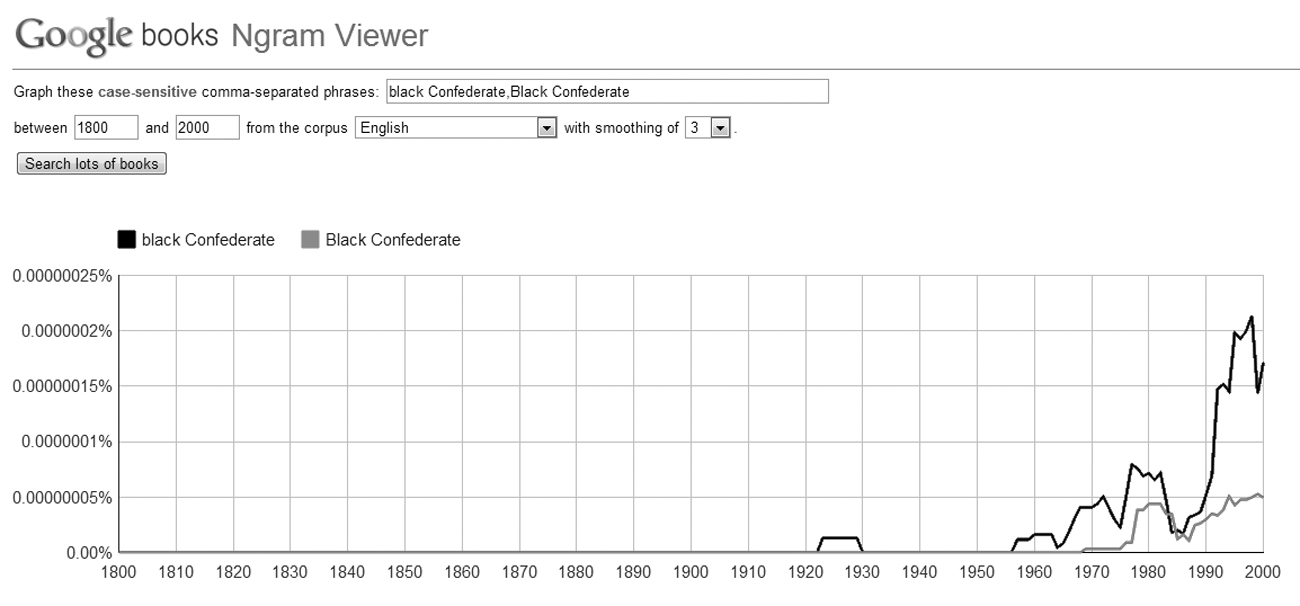 Google books Ngram Viewer
Graph these case-sensitive comma-separated phrases: black Confederate,Black Confederate
between 1800 and 2000 from the corpus English with smoothing of 3 .
Search lots of books
black Confederate Black Confederate
0.00000025%
0.0000002%
0.00000015%
0.0000001%
0.00000005%
0.00%
1800 1810 1820 1830 1840 1850 1860 1870 1880 1890 1900 1910 1920 1930 1940 1950 1960 1970 1980 1990 2000